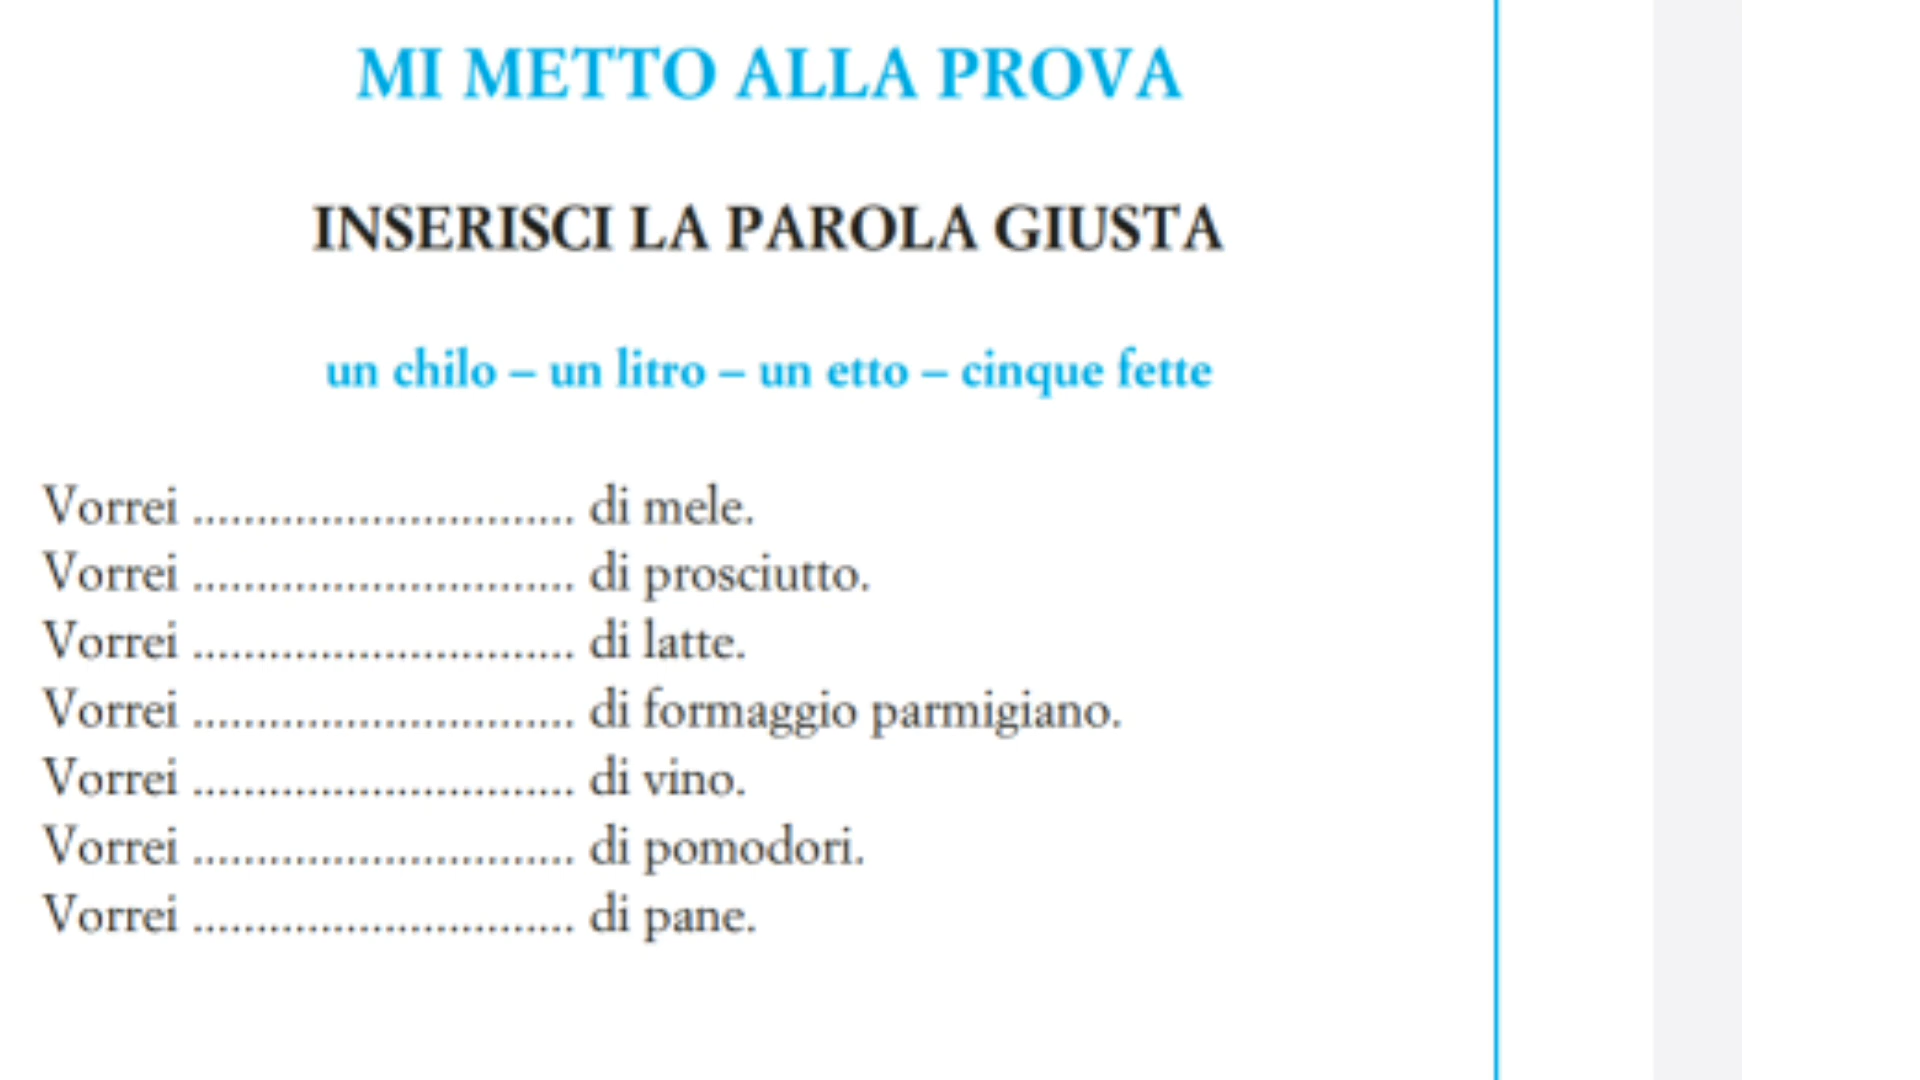 MI METTO ALLA PROVA
INSERISCI LA PAROLA GIUSTA
un chilo – un litro – un etto – cinque fette
Vorrei .............................. di mele.
Vorrei .............................. di prosciutto.
Vorrei .............................. di latte.
Vorrei .............................. di formaggio parmigiano.
Vorrei .............................. di vino.
Vorrei .............................. di pomodori.
Vorrei .............................. di pane.